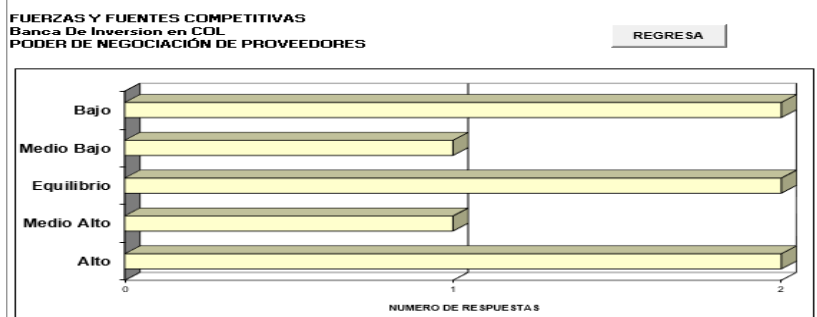 FUERZAS Y FUENTES COMPETITIVAS
Banca De Inversion en COL
PODER DE NEGOCIACIÓN DE PROVEEDORES
REGRESA
Bajo
Medio Bajo
Equilibrio
Medio Alto
Alto
0 1 2
NUMERO DE RESPUESTAS